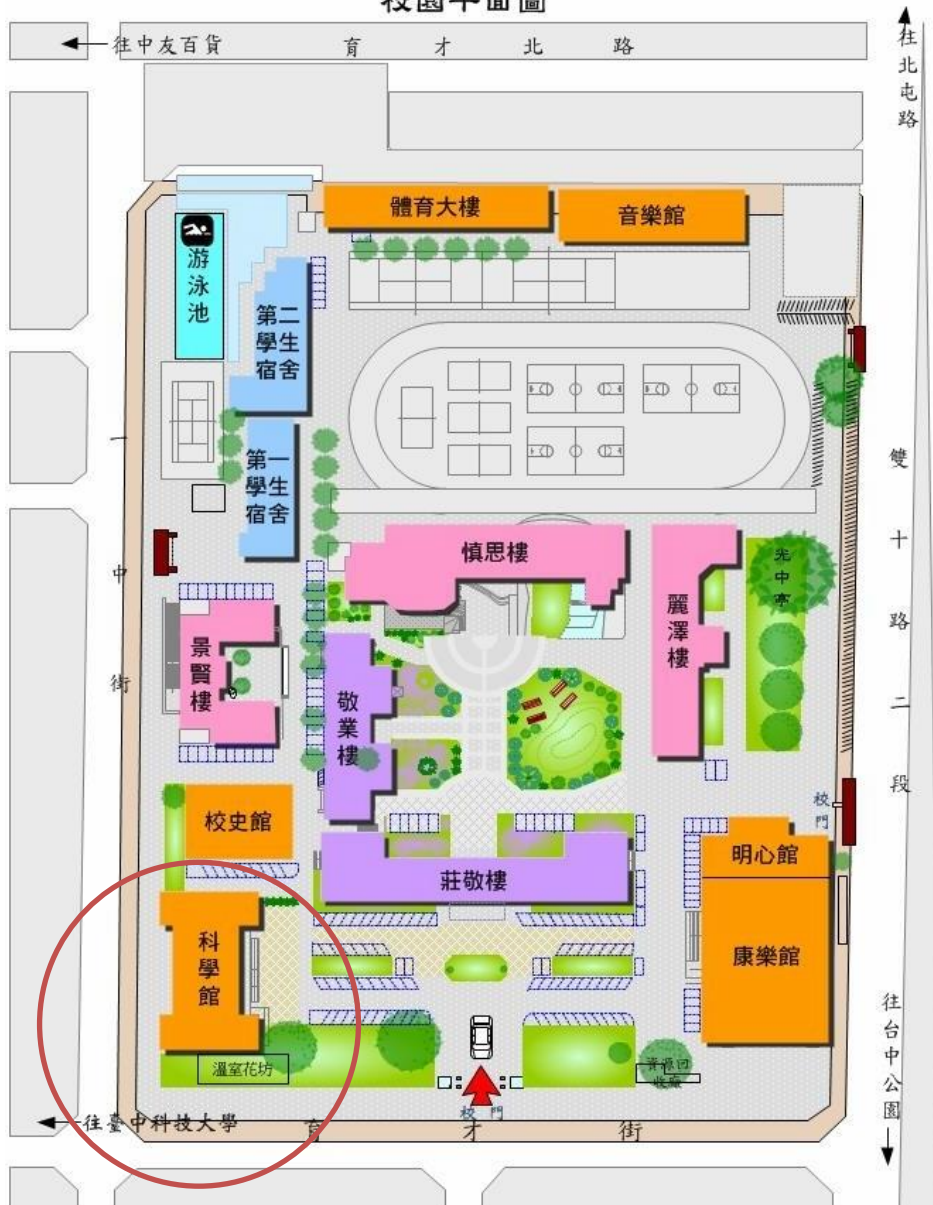 校園平面圖
往中友百貨
育才北路
往北屯路
體育大樓
音樂館
游泳池
第二學生宿舍
第一學生宿舍
一中街
雙十路二段
慎思樓
麗澤樓
光中亭
景賢樓
敬業樓
校史館
校門
明心館
莊敬樓
科學館
康樂館
溫室花坊
資源回收廠
往台中公園
往臺中科技大學
校門
育才街